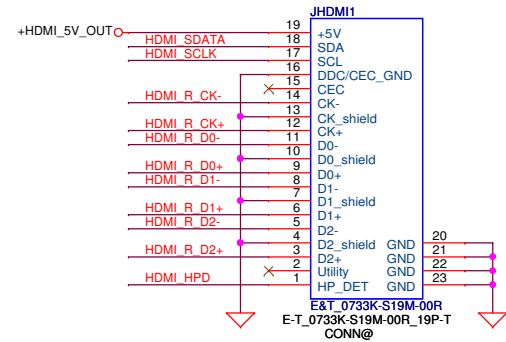 JHDMI1
+HDMI_5V_OUT 19 +5V
HDMI_SDATA 18 SDA
HDMI_SCLK 17 SCL
16 DDC/CEC_GND
15 CEC
HDMI_R_CK- 14 CK-
13 CK_shield
HDMI_R_CK+ 12 CK+
HDMI_R_D0- 11 D0-
10 D0_shield
HDMI_R_D0+ 9 D0+
HDMI_R_D1- 8 D1-
7 D1_shield
HDMI_R_D1+ 6 D1+
HDMI_R_D2- 5 D2-
4 D2_shield GND 20
HDMI_R_D2+ 3 D2+ GND 21
2 Utility GND 22
HDMI_HPD 1 HP_DET GND 23
E&T_0733K-S19M-00R
E-T_0733K-S19M-00R_19P-T
CONN@